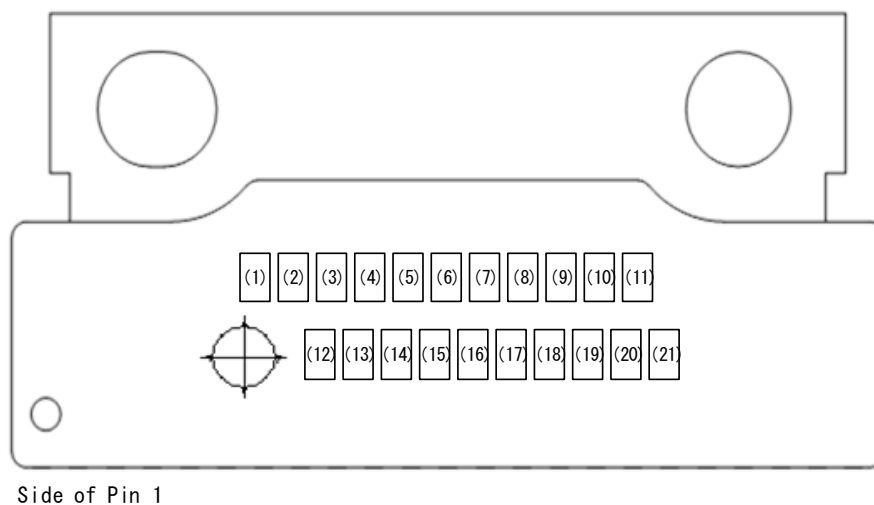 (1) (2) (3) (4) (5) (6) (7) (8) (9) (10) (11)
(12) (13) (14) (15) (16) (17) (18) (19) (20) (21)
Side of Pin 1